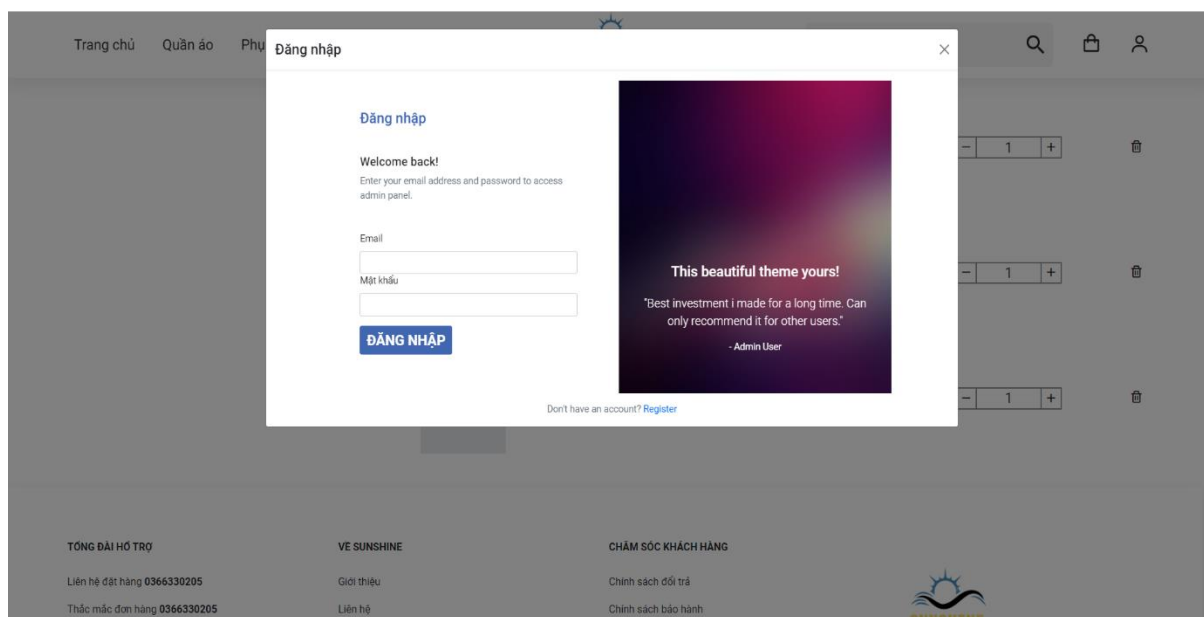 Trang chủ Quần áo Phụ
Đăng nhập
Đăng nhập
Welcome back!
Enter your email address and password to access
admin panel.
Email
Mật khẩu
ĐĂNG NHẬP
This beautiful theme yours!
"Best investment i made for a long time. Can
only recommend it for other users."
- Admin User
Don't have an account? Register
- 1 +
- 1 +
- 1 +
TỔNG ĐÀI HỖ TRỢ
Liên hệ đặt hàng 0366330205
Thắc mắc đơn hàng 0366330205
VỀ SUNSHINE
Giới thiệu
Liên hệ
CHĂM SÓC KHÁCH HÀNG
Chính sách đổi trả
Chính sách bảo hành